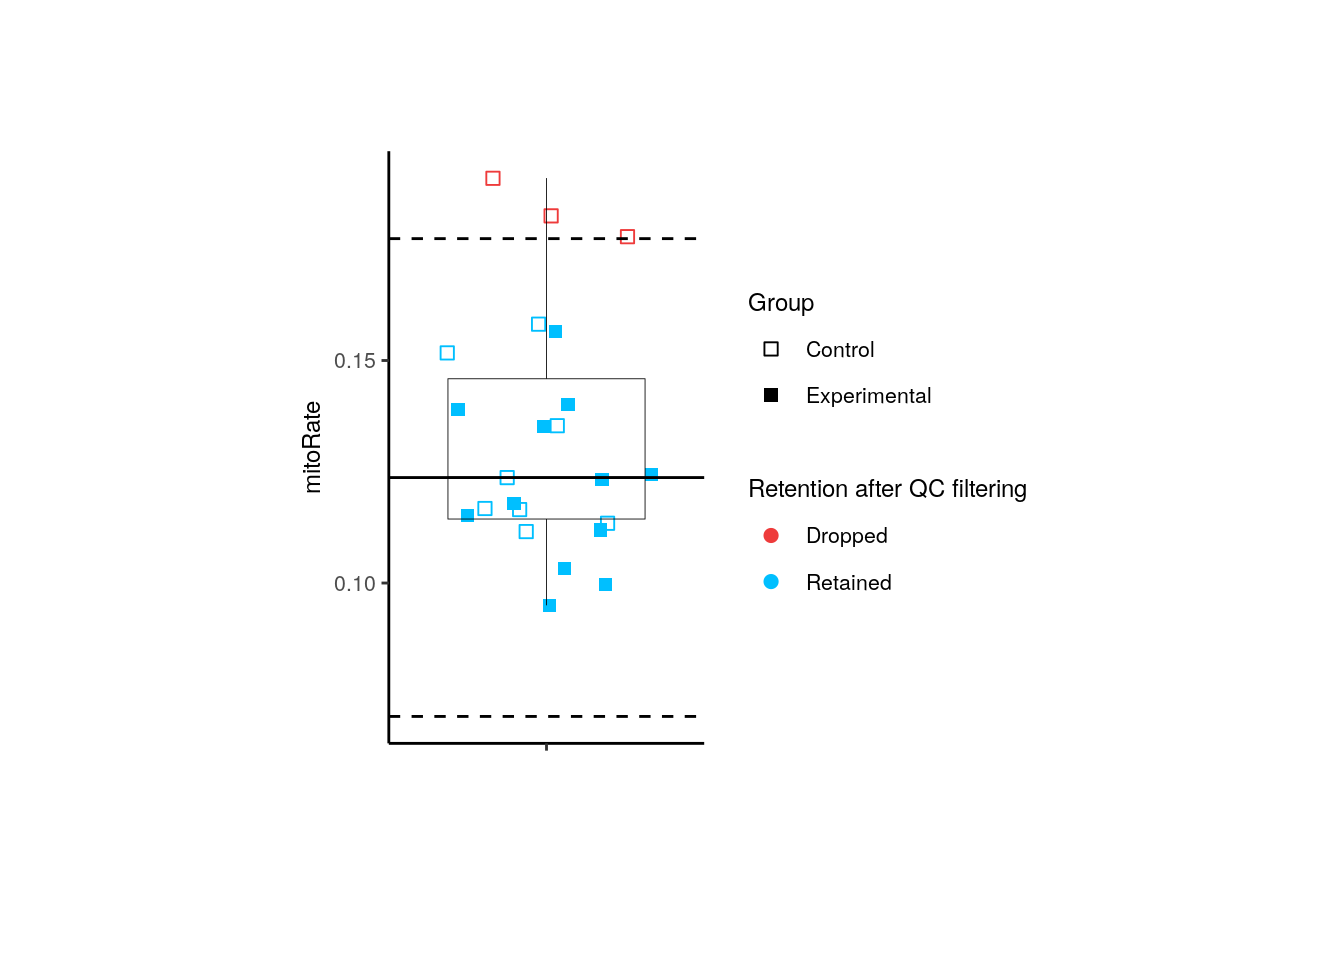 mitoRate
0.15
0.10
Group
Control
Experimental
Retention after QC filtering
Dropped
Retained